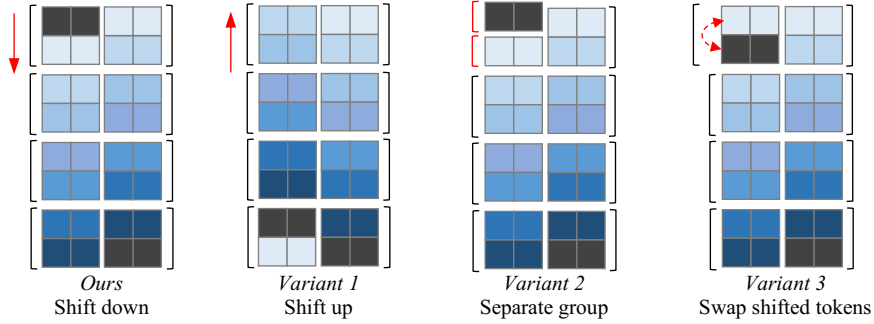 Ours
Shift down
Variant 1
Shift up
Variant 2
Separate group
Variant 3
Swap shifted tokens